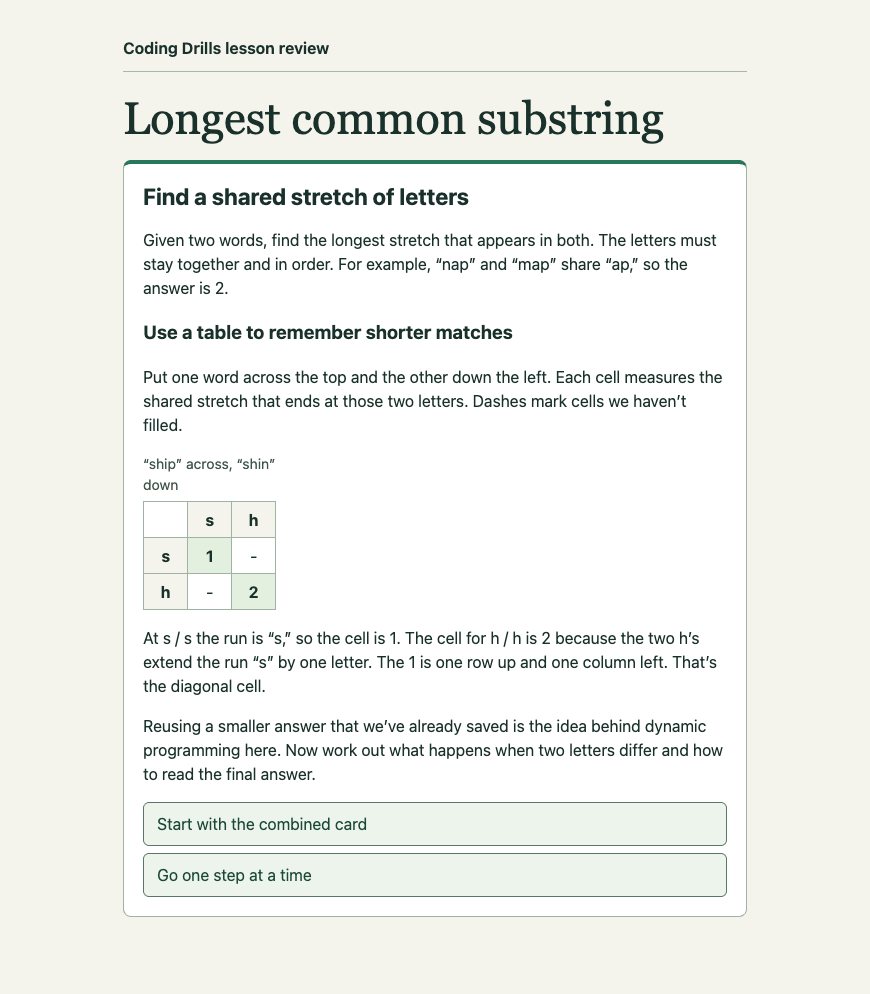 Coding Drills lesson review
Longest common substring
Find a shared stretch of letters
Given two words, find the longest stretch that appears in both. The letters must
stay together and in order. For example, “nap” and “map” share “ap,” so the
answer is 2.
Use a table to remember shorter matches
Put one word across the top and the other down the left. Each cell measures the
shared stretch that ends at those two letters. Dashes mark cells we haven’t
filled.
“ship” across, “shin”
down
s h
s 1 -
h - 2
At s / s the run is “s,” so the cell is 1. The cell for h / h is 2 because the two h’s
extend the run “s” by one letter. The 1 is one row up and one column left. That’s
the diagonal cell.
Reusing a smaller answer that we’ve already saved is the idea behind dynamic
programming here. Now work out what happens when two letters differ and how
to read the final answer.
Start with the combined card
Go one step at a time